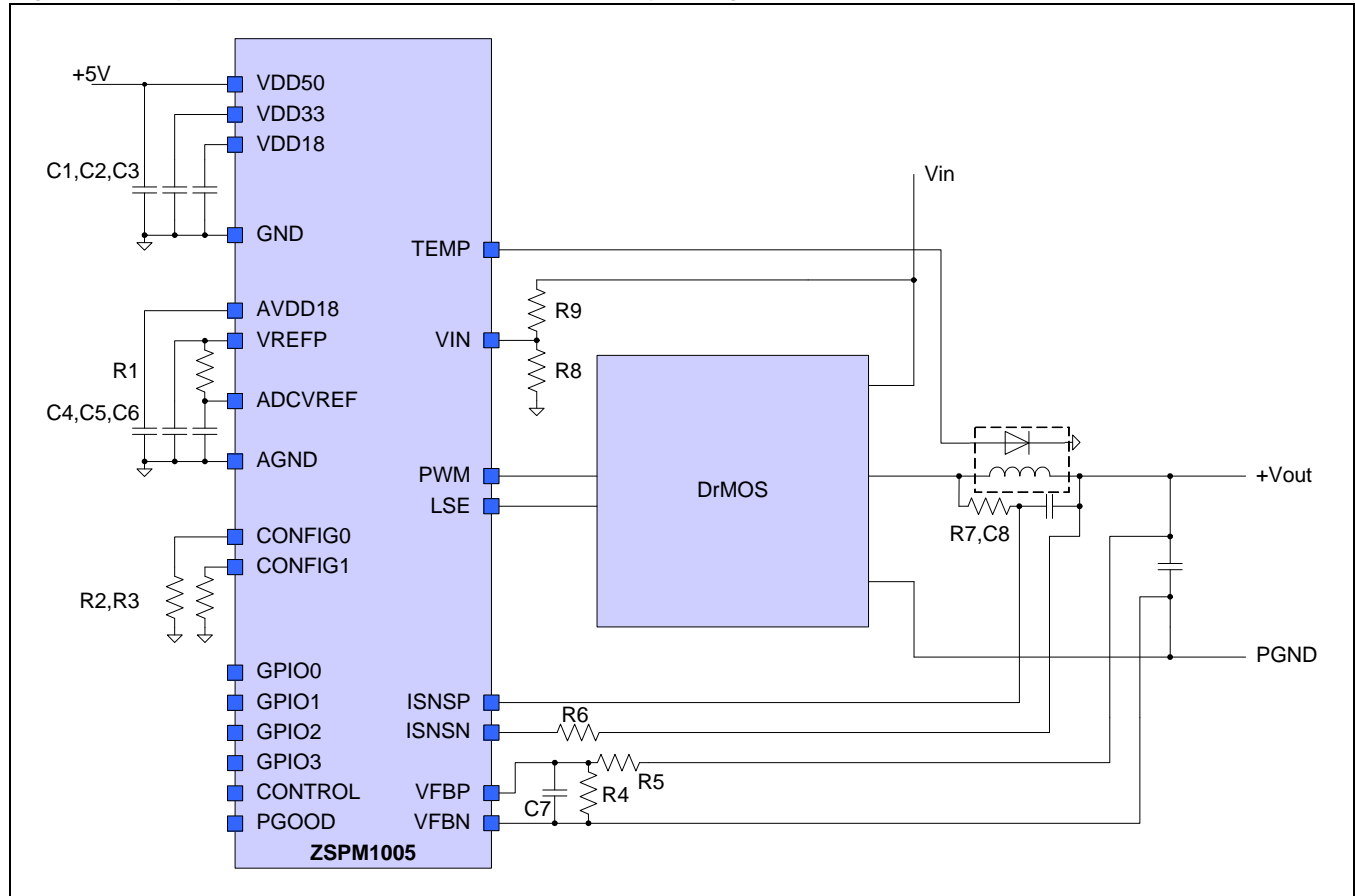 +5V
VDD50
VDD33
VDD18
C1,C2,C3
GND
Vin
TEMP
AVDD18
R9
VREFP
VIN
R1
R8
ADCVREF
C4,C5,C6
AGND
PWM
DrMOS
+Vout
LSE
R7,C8
CONFIG0
CONFIG1
R2,R3
PGND
GPIO0
GPIO1
ISNSP
GPIO2
ISNSN
R6
GPIO3
R5
CONTROL
VFBP
C7
R4
PGOOD
VFBN
ZSPM1005